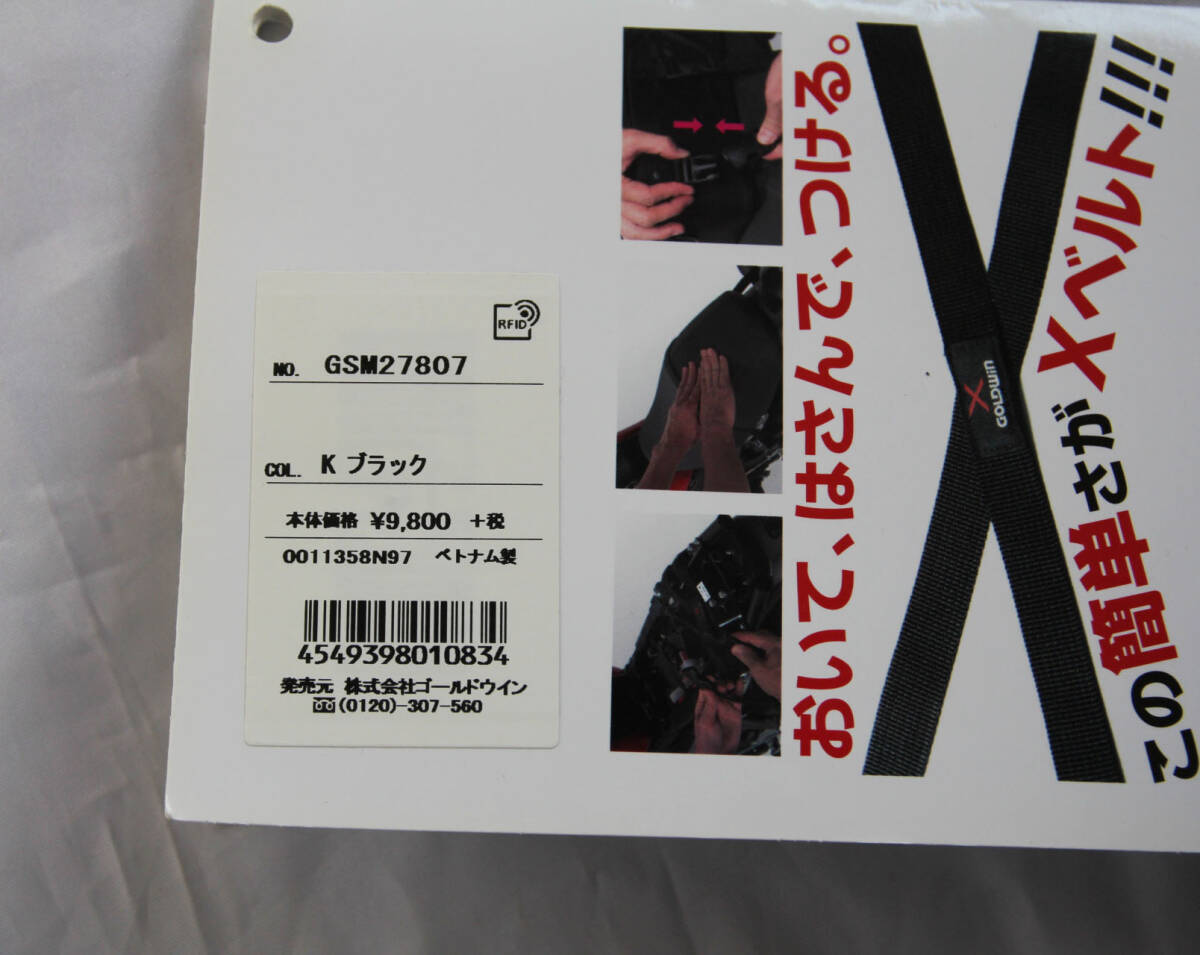 RFID
NO. GSM27807
COL. K ブラック
本体価格 ¥9,800 +税
0011358N97 ベトナム製
4549398010834
発売元 株式会社ゴールドウイン
(0120)-307-560
おいて、はさんで、つける。
X GOLDWIN
この簡単さが Xベルト!!!